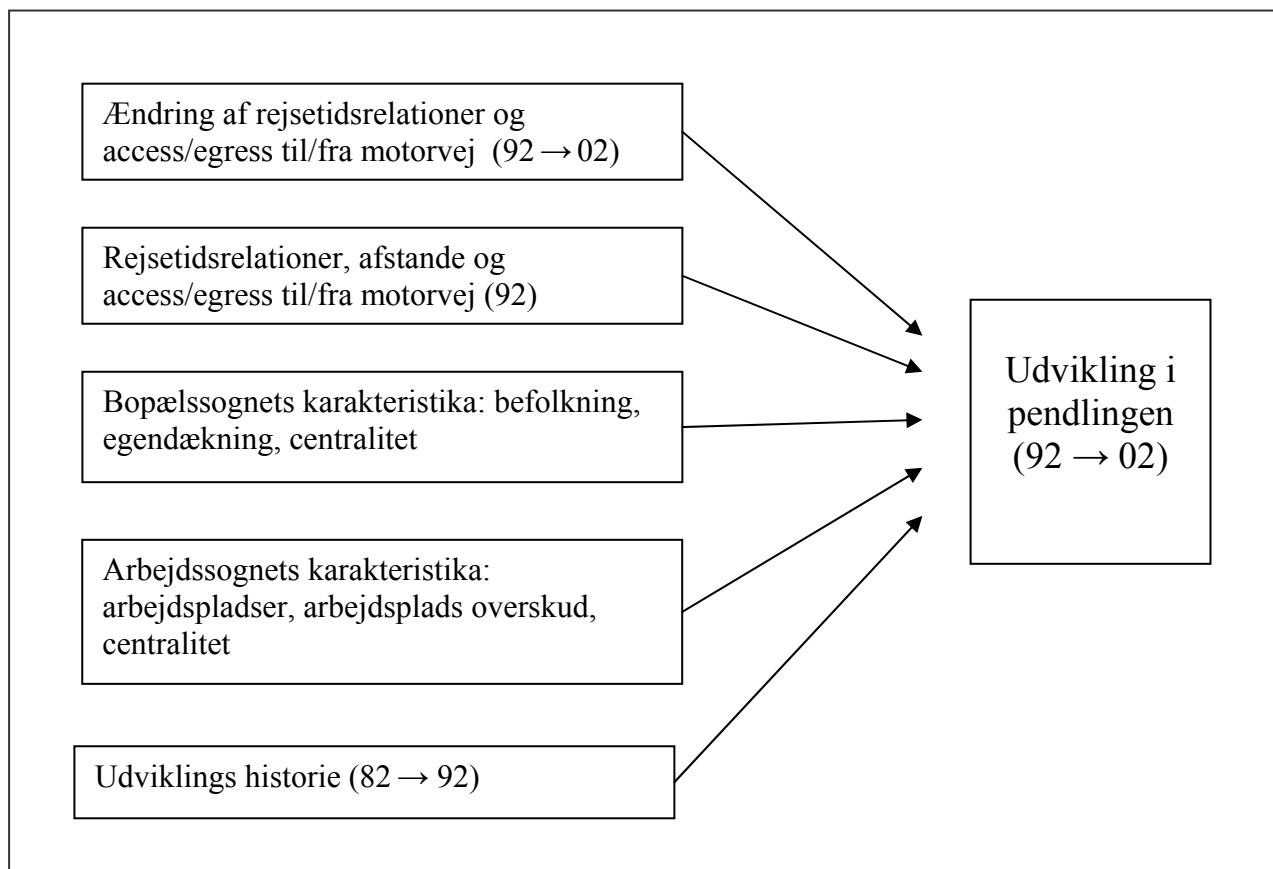 Ændring af rejsetidsrelationer og
access/egress til/fra motorvej (92 → 02)
Rejsetidsrelationer, afstande og
access/egress til/fra motorvej (92)
Bopælssognets karakteristika: befolkning,
egendækning, centralitet
Arbejdssognets karakteristika:
arbejdspladser, arbejdsplads overskud,
centralitet
Udviklings historie (82 → 92)
Udvikling i
pendlingen
(92 → 02)